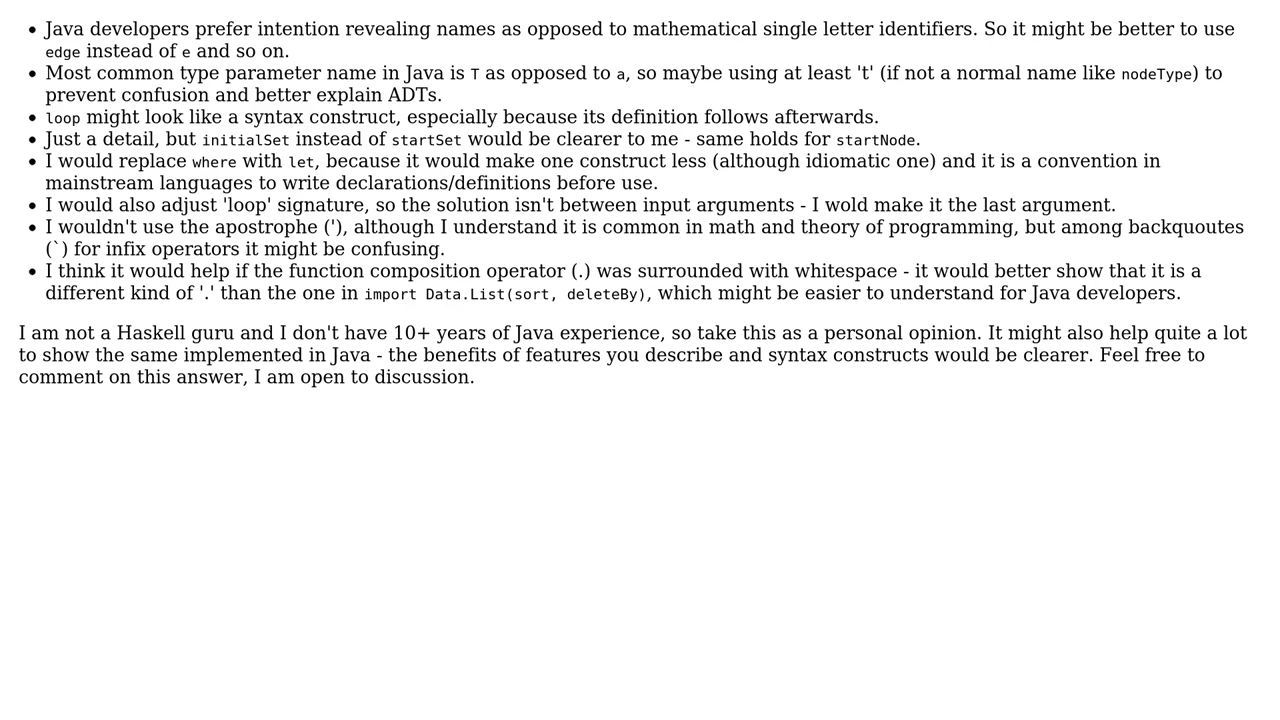 • Java developers prefer intention revealing names as opposed to mathematical single letter identifiers. So it might be better to use
edge instead of e and so on.
• Most common type parameter name in Java is T as opposed to a, so maybe using at least 't' (if not a normal name like nodeType) to
prevent confusion and better explain ADTs.
• loop might look like a syntax construct, especially because its definition follows afterwards.
• Just a detail, but initialSet instead of startSet would be clearer to me - same holds for startNode.
• I would replace where with let, because it would make one construct less (although idiomatic one) and it is a convention in
mainstream languages to write declarations/definitions before use.
• I would also adjust 'loop' signature, so the solution isn't between input arguments - I wold make it the last argument.
• I wouldn't use the apostrophe ('), although I understand it is common in math and theory of programming, but among backquoutes
(`) for infix operators it might be confusing.
• I think it would help if the function composition operator (.) was surrounded with whitespace - it would better show that it is a
different kind of '.' than the one in import Data.List(sort, deleteBy), which might be easier to understand for Java developers.
I am not a Haskell guru and I don't have 10+ years of Java experience, so take this as a personal opinion. It might also help quite a lot
to show the same implemented in Java - the benefits of features you describe and syntax constructs would be clearer. Feel free to
comment on this answer, I am open to discussion.